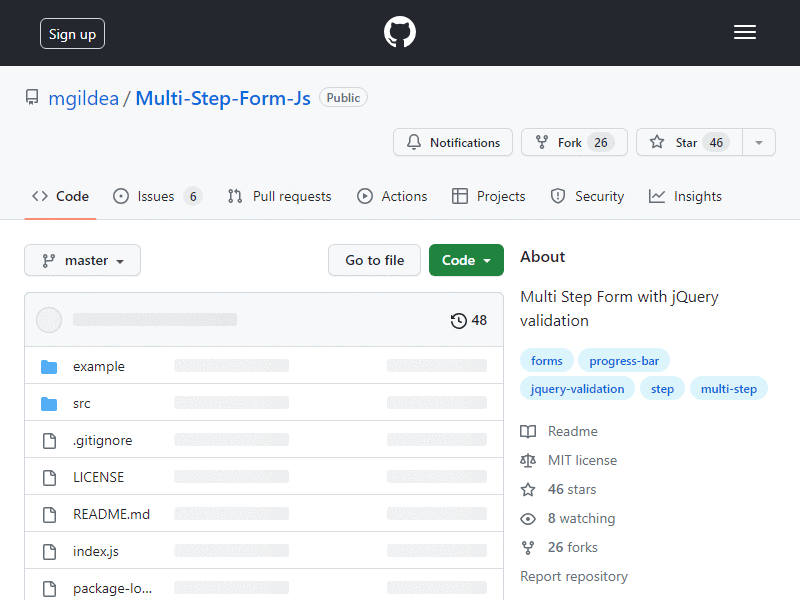 Sign up
mgildea / Multi-Step-Form-Js Public
Notifications Fork 26 Star 46
Code Issues 6 Pull requests Actions Projects Security Insights
master Go to file Code
48
example
src
.gitignore
LICENSE
README.md
index.js
package-lo...
About
Multi Step Form with jQuery
validation
forms progress-bar
jquery-validation step multi-step
Readme
MIT license
46 stars
8 watching
26 forks
Report repository